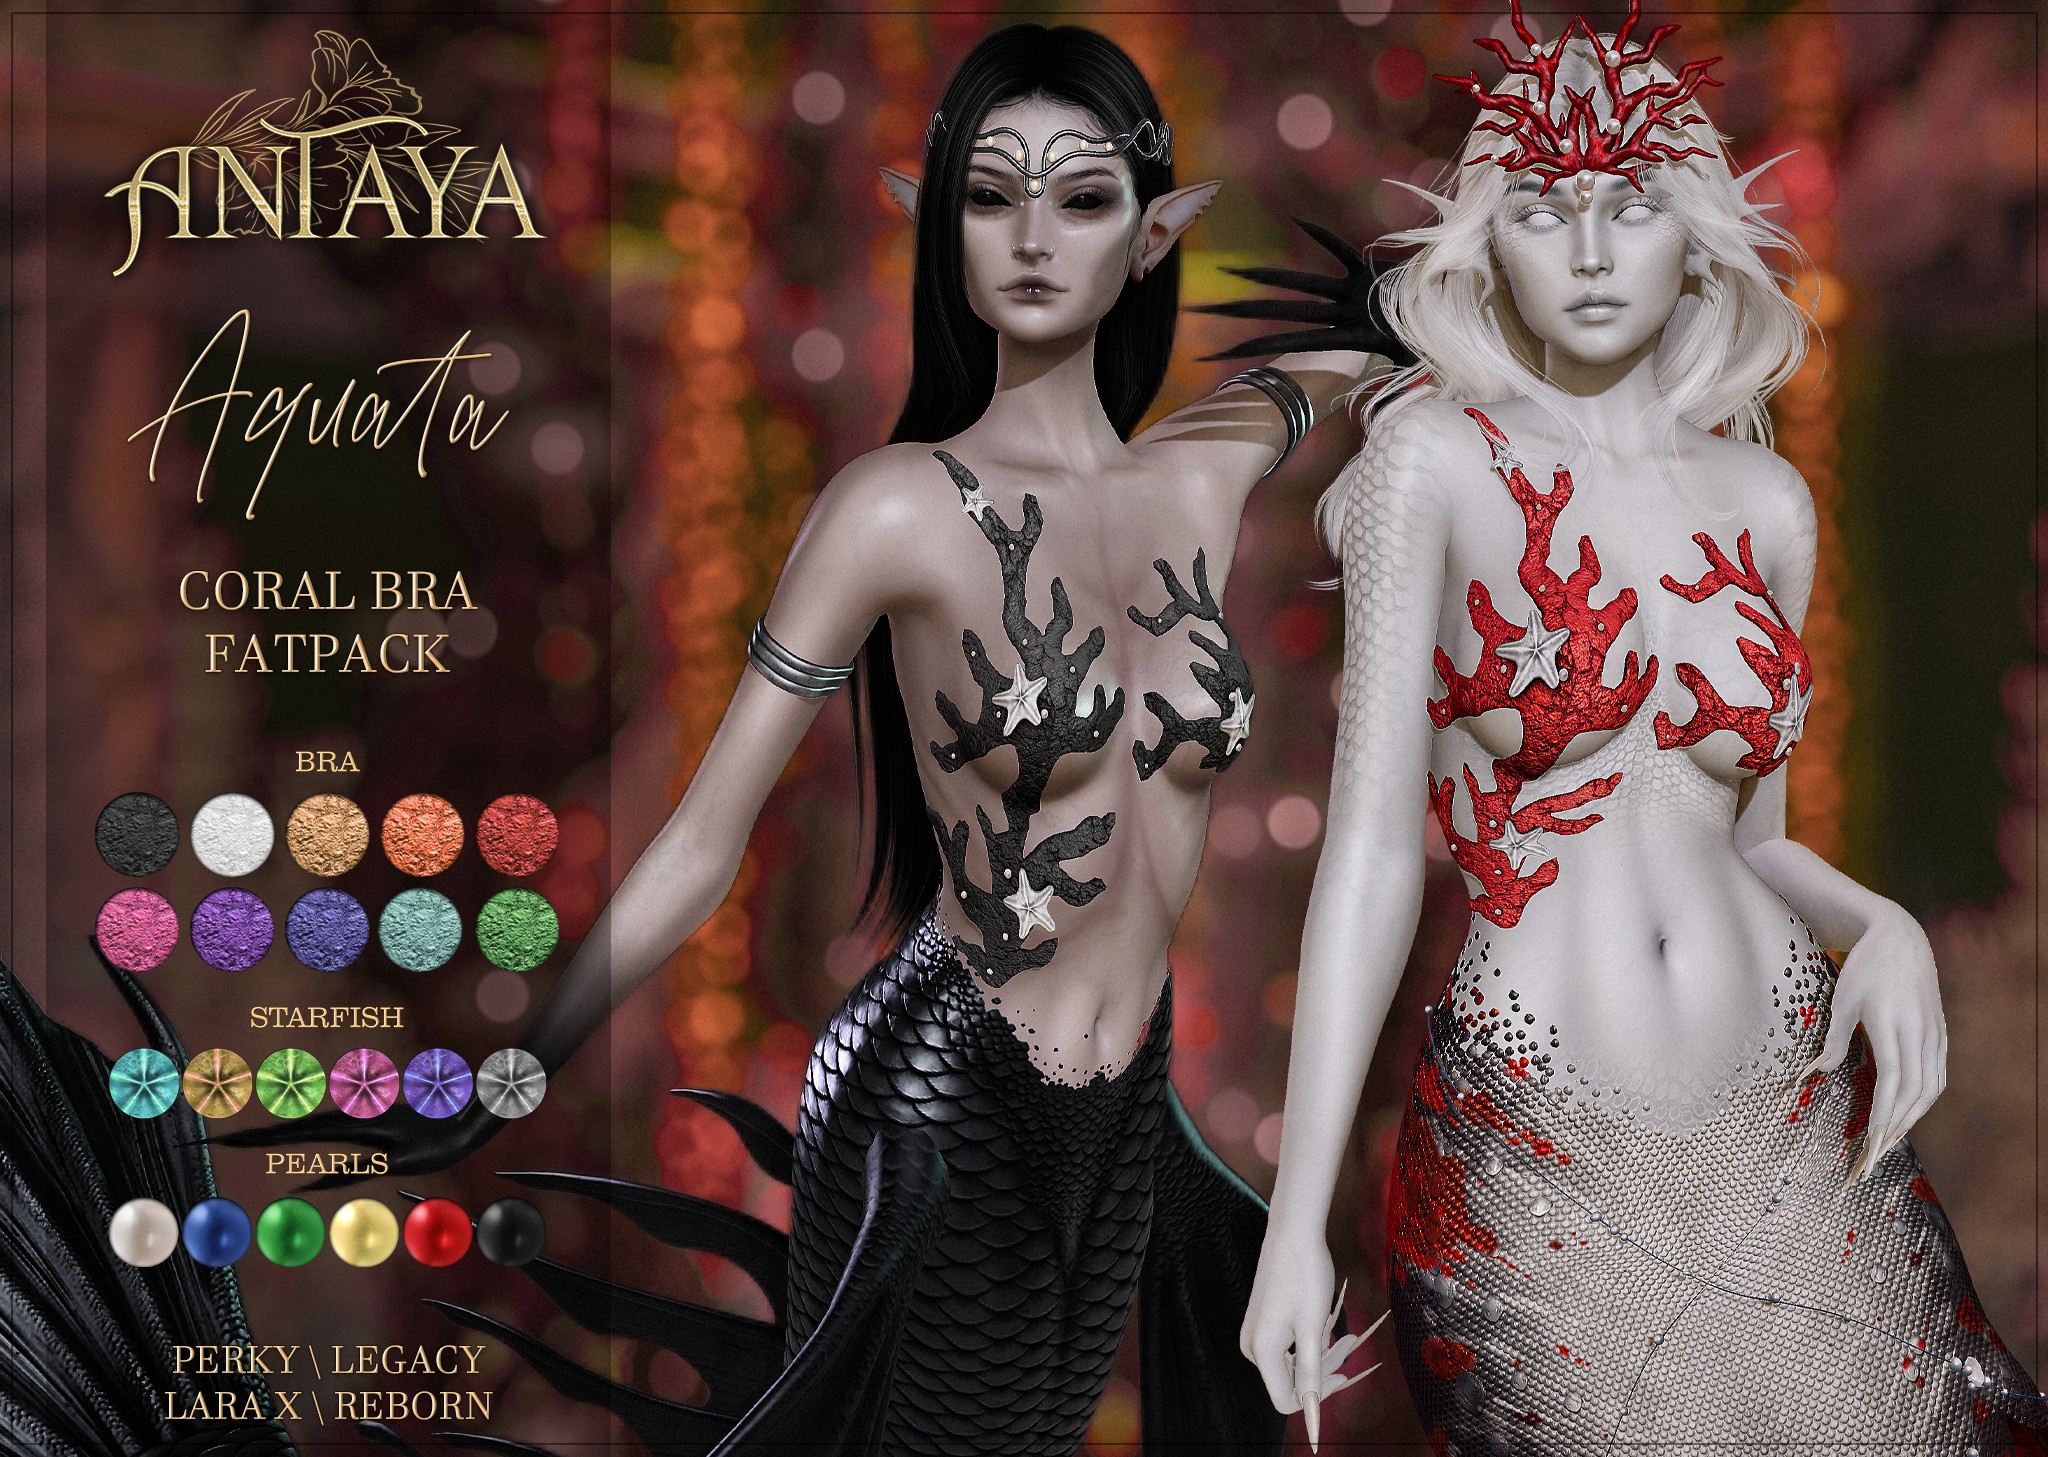 ANTAYA
Aquata
CORAL BRA
FATPACK
BRA
STARFISH
PEARLS
PERKY \ LEGACY
LARA X \ REBORN